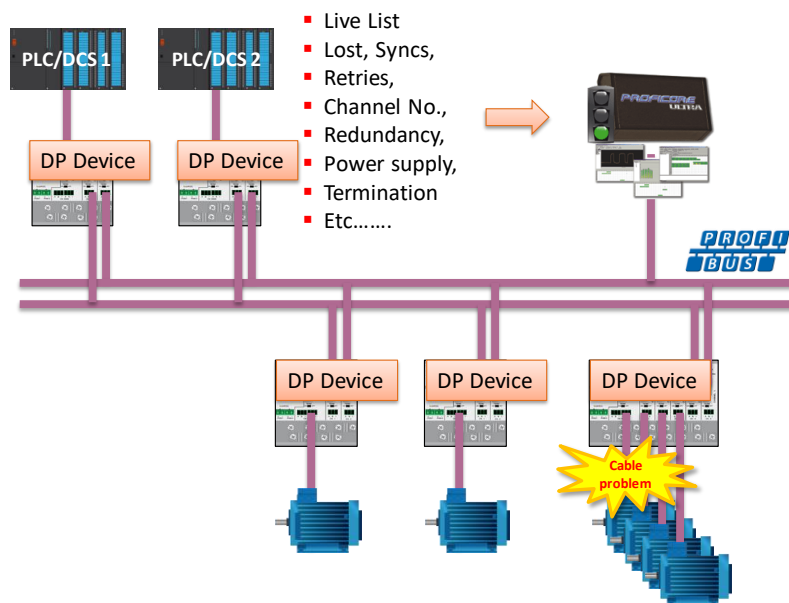 PLC/DCS 1
PLC/DCS 2
Live List
Lost, Syncs,
Retries,
Channel No.,
Redundancy,
Power supply,
Termination
Etc…….
PROFICORE
ULTRA
DP Device
DP Device
PROFI
BUS
DP Device
DP Device
DP Device
Cable
problem